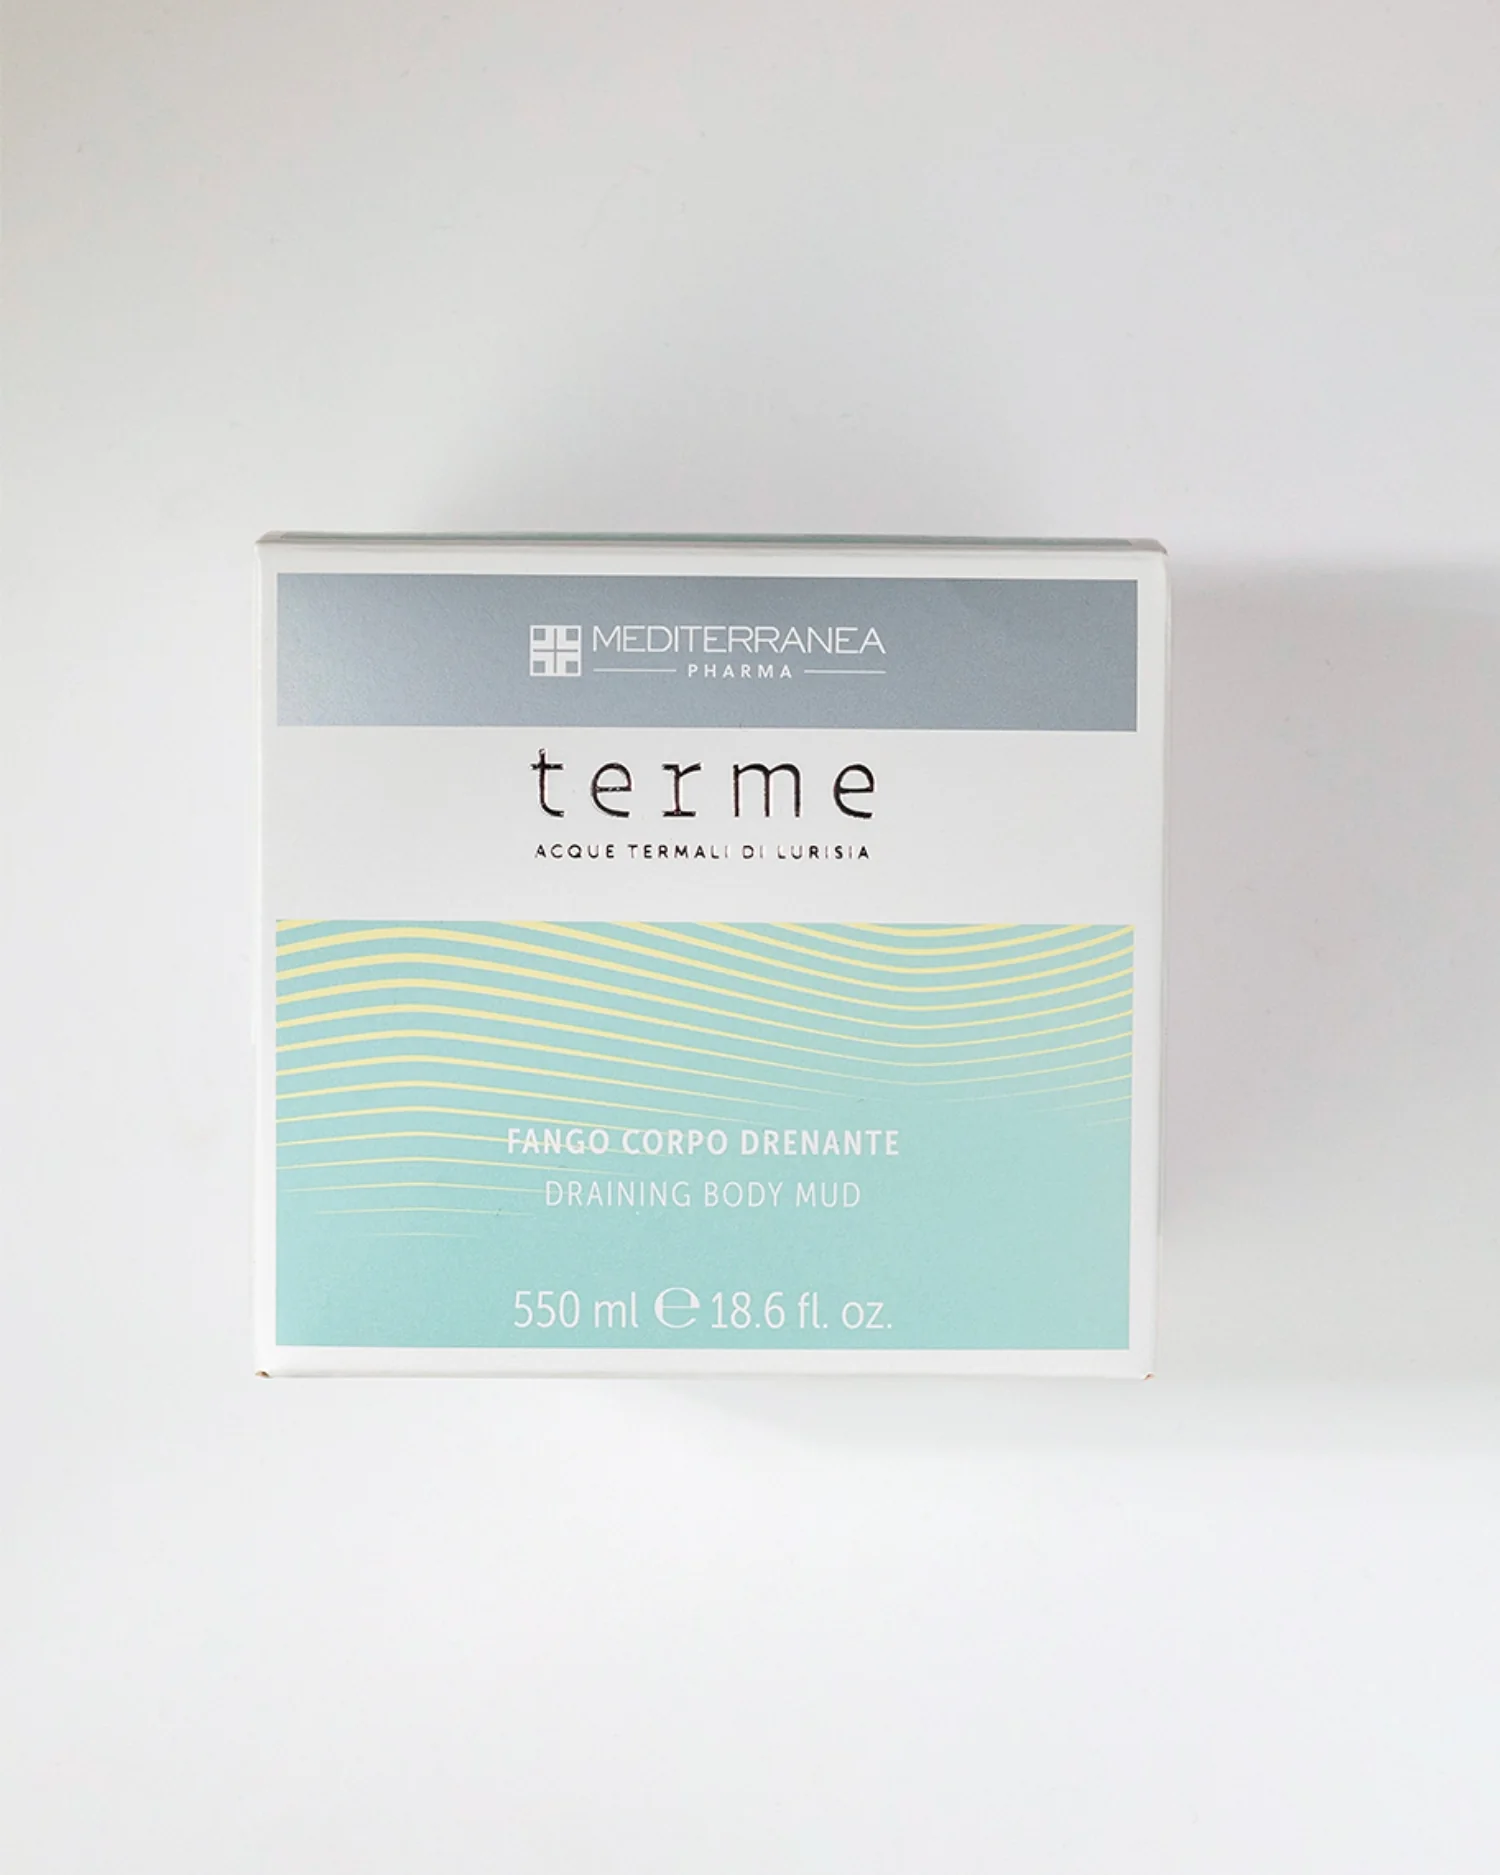 MEDITERRANEA
PHARMA
terme
ACQUE TERMALI DI LURISIA
FANGO CORPO DRENANTE
DRAINING BODY MUD
550 ml ℮ 18.6 fl. oz.